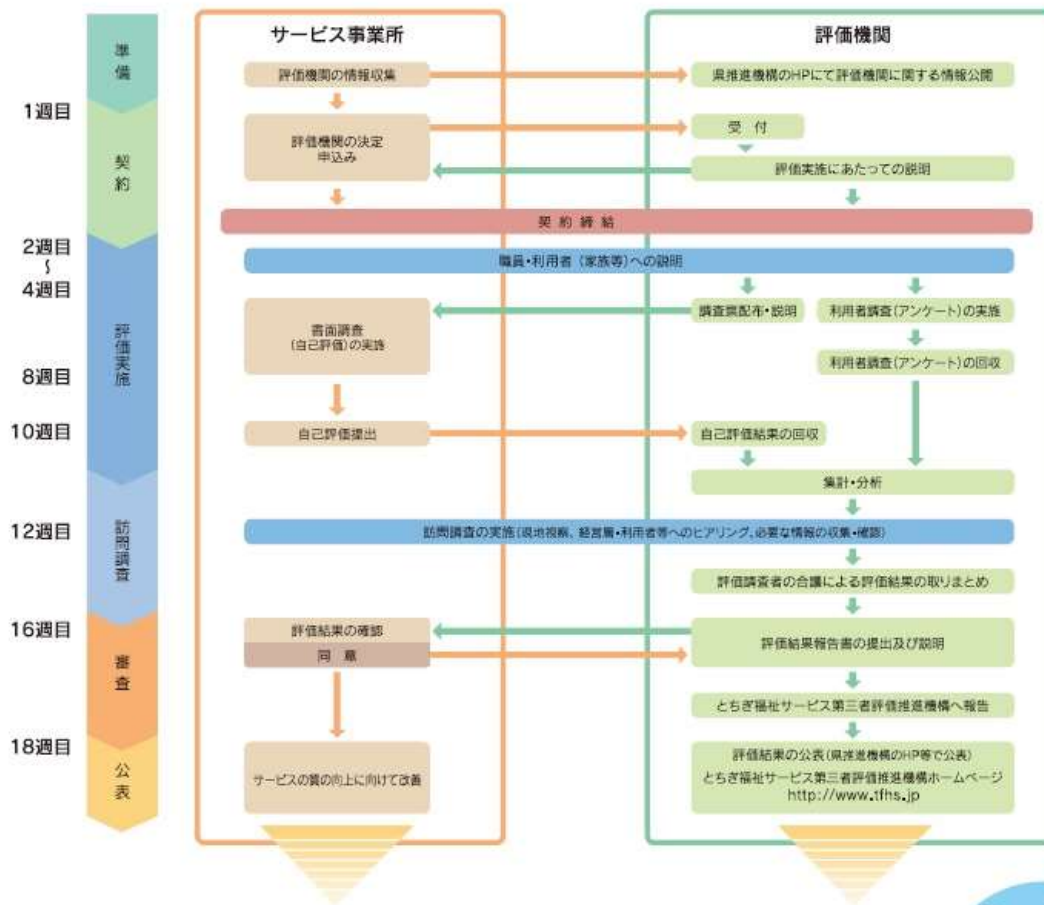 サービス事業所
評価機関
準備
評価機関の情報収集
県推進機構のHPにて評価機関に関する情報公開
1週目
契約
評価機関の決定
申込み
受 付
評価実施にあたっての説明
契 約 締 結
2週目
~
4週目
職員・利用者(家族等)への説明
評価実施
調査票配布・説明
利用者調査(アンケート)の実施
書面調査
(自己評価)の実施
利用者調査(アンケート)の回収
8週目
10週目
自己評価提出
自己評価結果の回収
集計・分析
訪問調査
12週目
訪問調査の実施(現地視察、経営層・利用者等へのヒアリング、必要な情報の収集・確認)
評価調査者の合議による評価結果の取りまとめ
16週目
審査
評価結果の確認
同 意
評価結果報告書の提出及び説明
とちぎ福祉サービス第三者評価推進機構へ報告
18週目
公表
サービスの質の向上に向けて改善
評価結果の公表(県推進機構のHP等で公表)
とちぎ福祉サービス第三者評価推進機構ホームページ
http://www.tfhs.jp